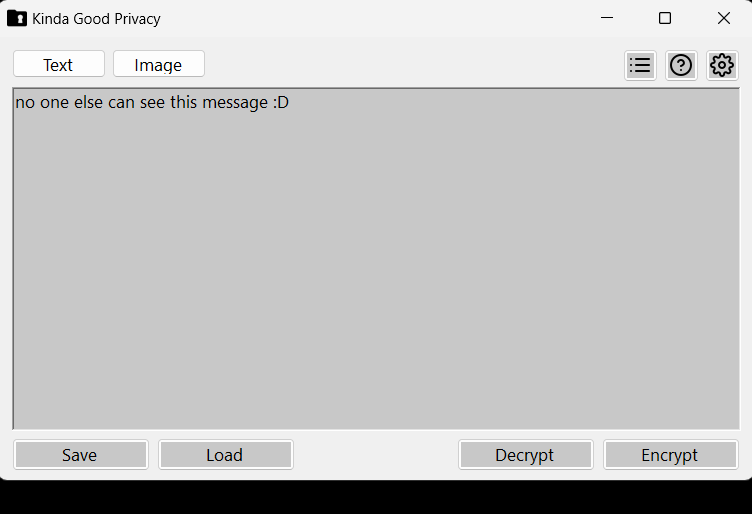 Kinda Good Privacy
Text Image
no one else can see this message :D
Save Load Decrypt Encrypt